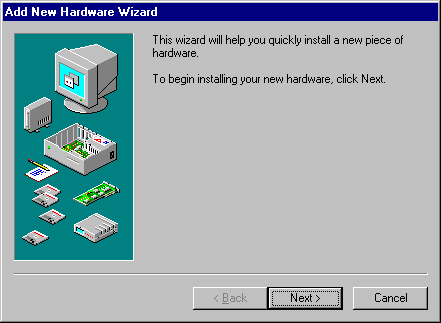 Add New Hardware Wizard
This wizard will help you quickly install a new piece of
hardware.
To begin installing your new hardware, click Next.
< Back
Next >
Cancel